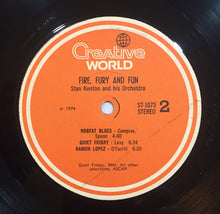 Creative
WORLD
FIRE, FURY AND FUN
Stan Kenton and his Orchestra
℗ 1974
ST-1073
STEREO 2
HOGFAT BLUES - Campise,
Spoon 4:40
QUIET FRIDAY - Levy 6:34
RAMON LOPEZ - O'Farrill 6:20
Quiet Friday, BMI. All other
selections, ASCAP